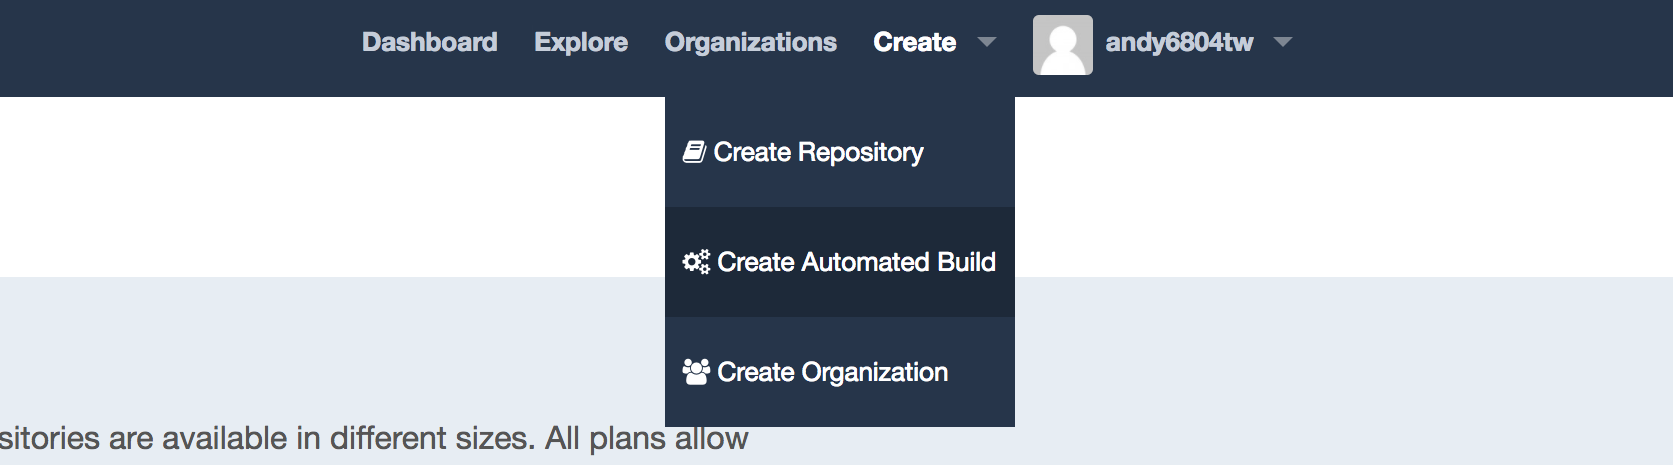 Dashboard Explore Organizations Create andy6804tw
Create Repository
Create Automated Build
Create Organization
sitories are available in different sizes. All plans allow